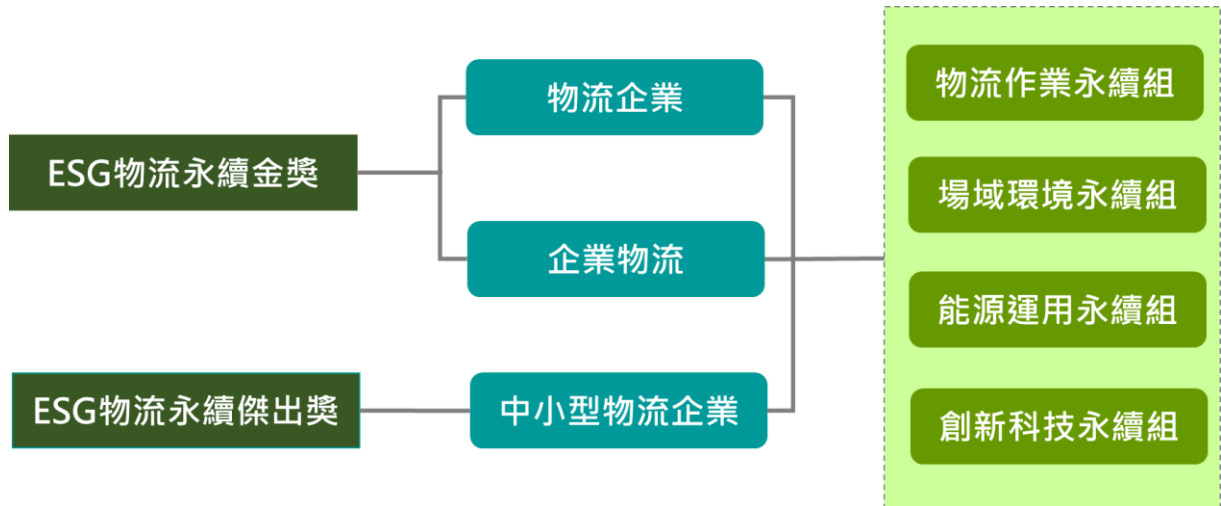 ESG物流永續金獎
物流企業
企業物流
ESG物流永續傑出獎
中小型物流企業
物流作業永續組
場域環境永續組
能源運用永續組
創新科技永續組